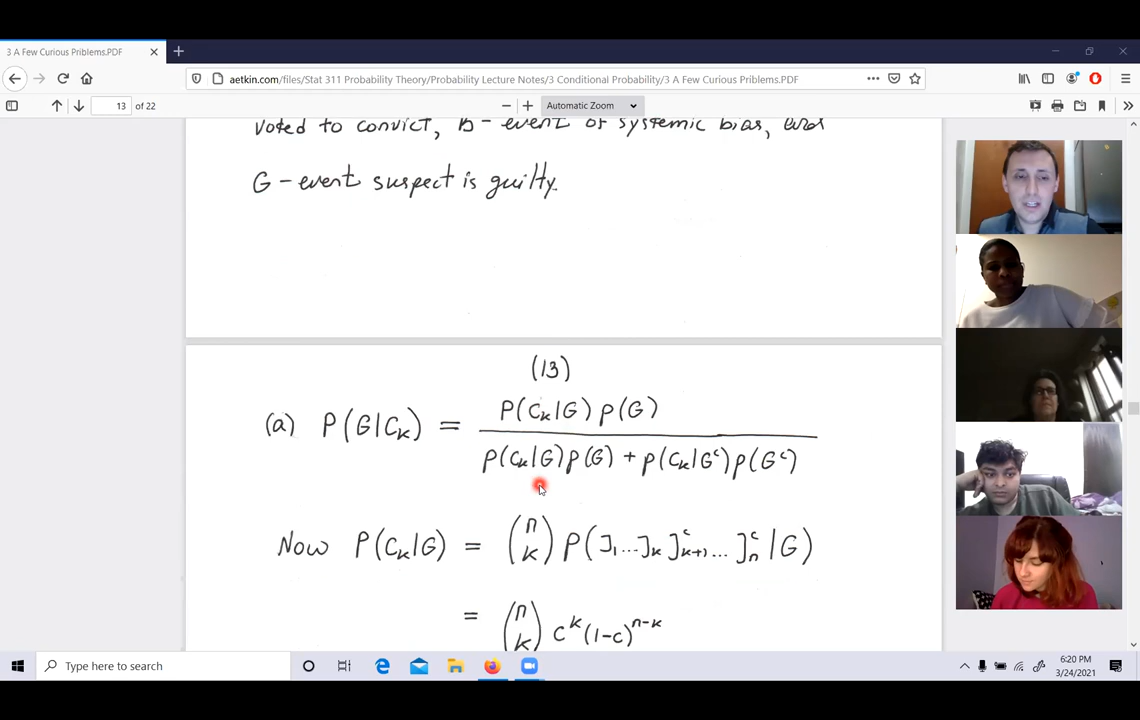 3 A Few Curious Priblems.PDF
aetkin.com/files/Stat 311 Probability Theory/Probability Lecture Notes/3 Conditional Probability/3 A Few Curious Priblems.PDF
13 of 22
Automatic Zoom
voted to convict, B - event of systemic bias, and
G - event suspect is guilty.
(13)
(a) P(G|Cₖ) = P(Cₖ|G) P(G) / P(Cₖ|G)P(G) + P(Cₖ|Gᶜ)P(Gᶜ)
Now P(Cₖ|G) = (n k) P(J₁...Jₖ Jᶜₖ₊₁... Jᶜₙ |G)
= (n k) cᵏ(1-c)ⁿ⁻ᵏ
Type here to search
6:20 PM
3/24/2021